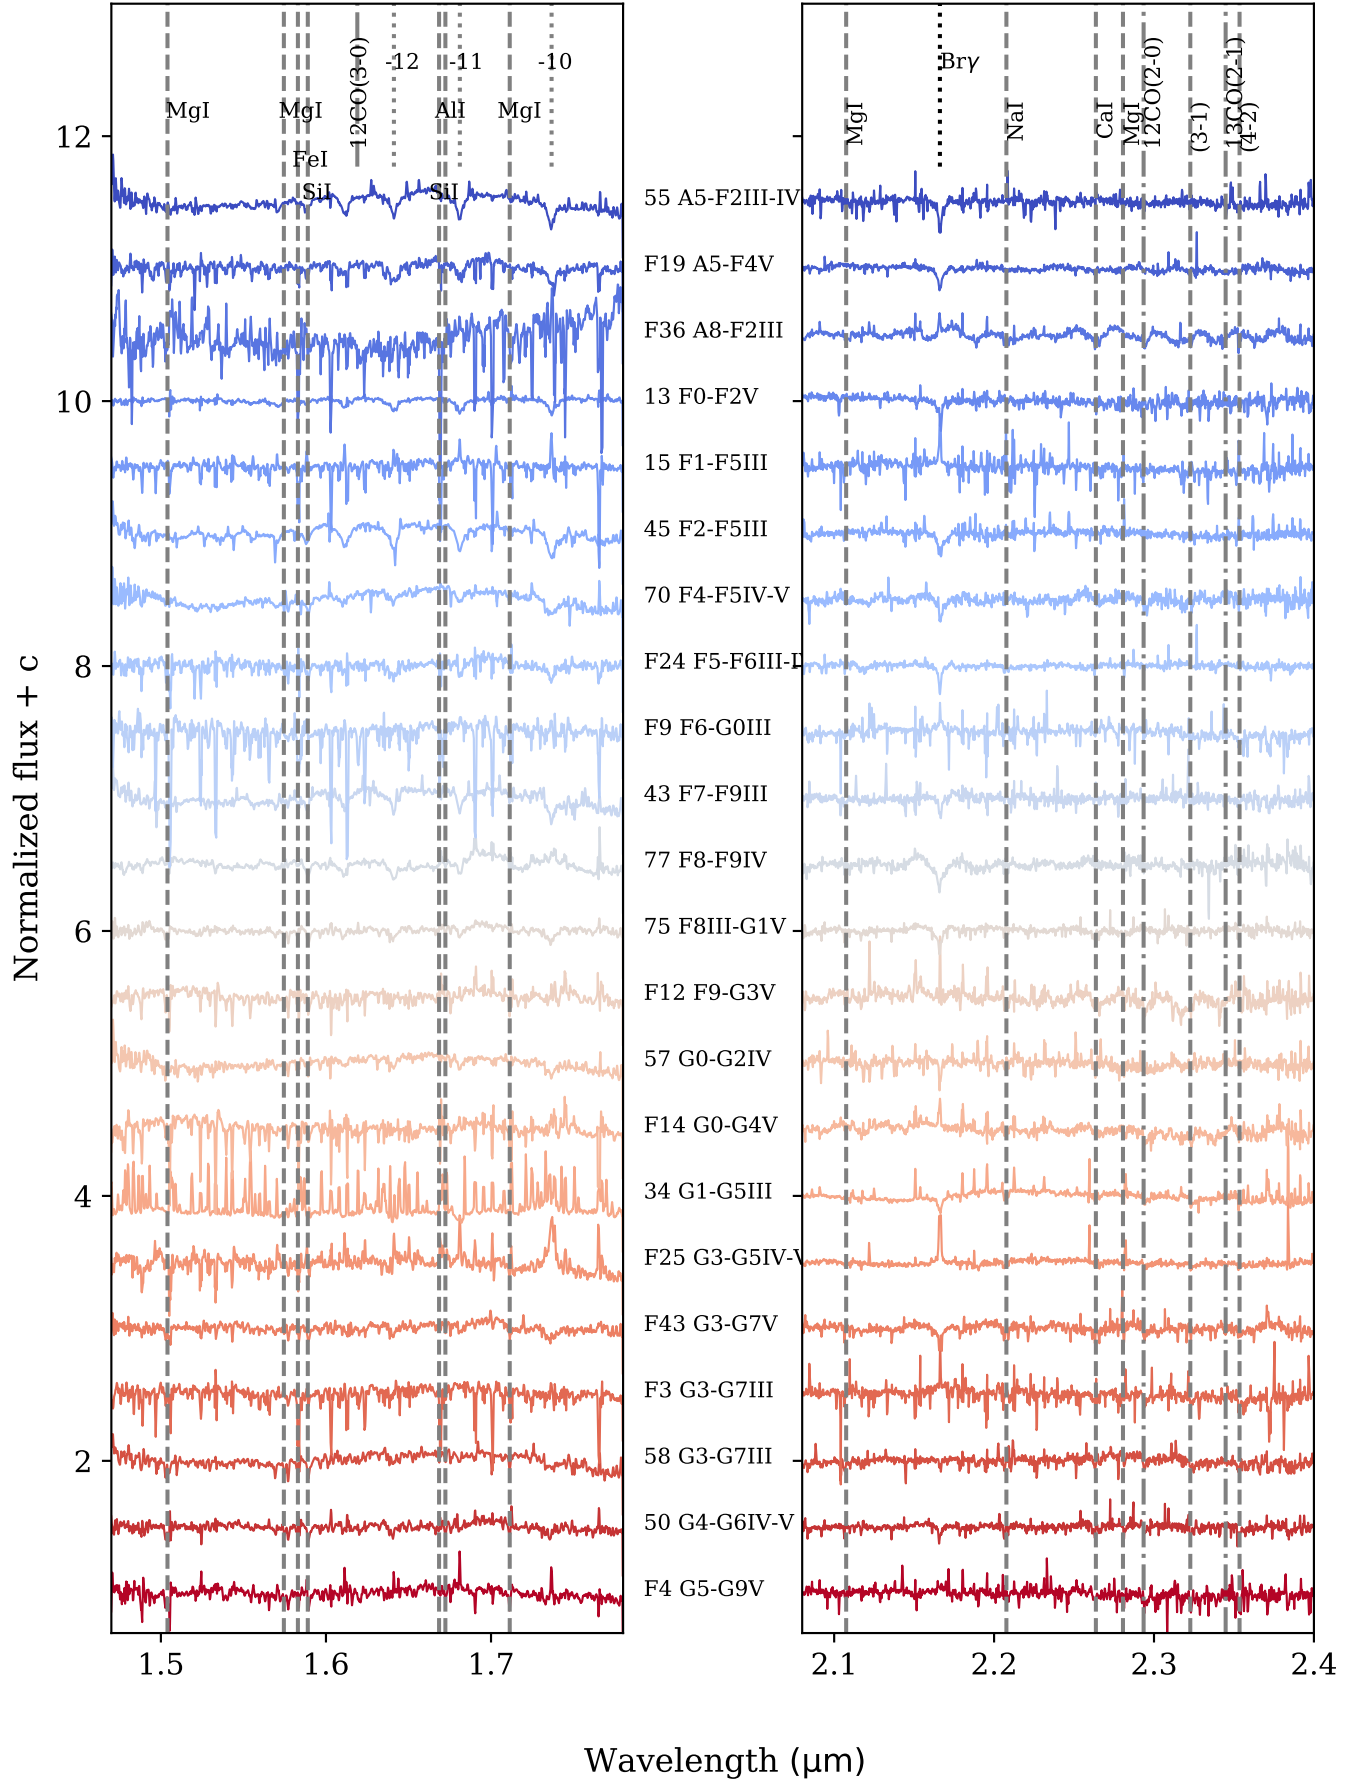 -12
-11
-10
12CO(3-0)
MgI
MgI
AlI
MgI
FeI
SiI
SiI
Brγ
MgI
NaI
CaI
MgI
12CO(2-0)
(3-1)
13CO(2-1)
(4-2)
12
10
8
6
4
2
Normalized flux + c
55 A5-F2III-IV
F19 A5-F4V
F36 A8-F2III
13 F0-F2V
15 F1-F5III
45 F2-F5III
70 F4-F5IV-V
F24 F5-F6III-
F9 F6-G0III
43 F7-F9III
77 F8-F9IV
75 F8III-G1V
F12 F9-G3V
57 G0-G2IV
F14 G0-G4V
34 G1-G5III
F25 G3-G5IV-V
F43 G3-G7V
F3 G3-G7III
58 G3-G7III
50 G4-G6IV-V
F4 G5-G9V
1.5 1.6 1.7
2.1 2.2 2.3 2.4
Wavelength (μm)